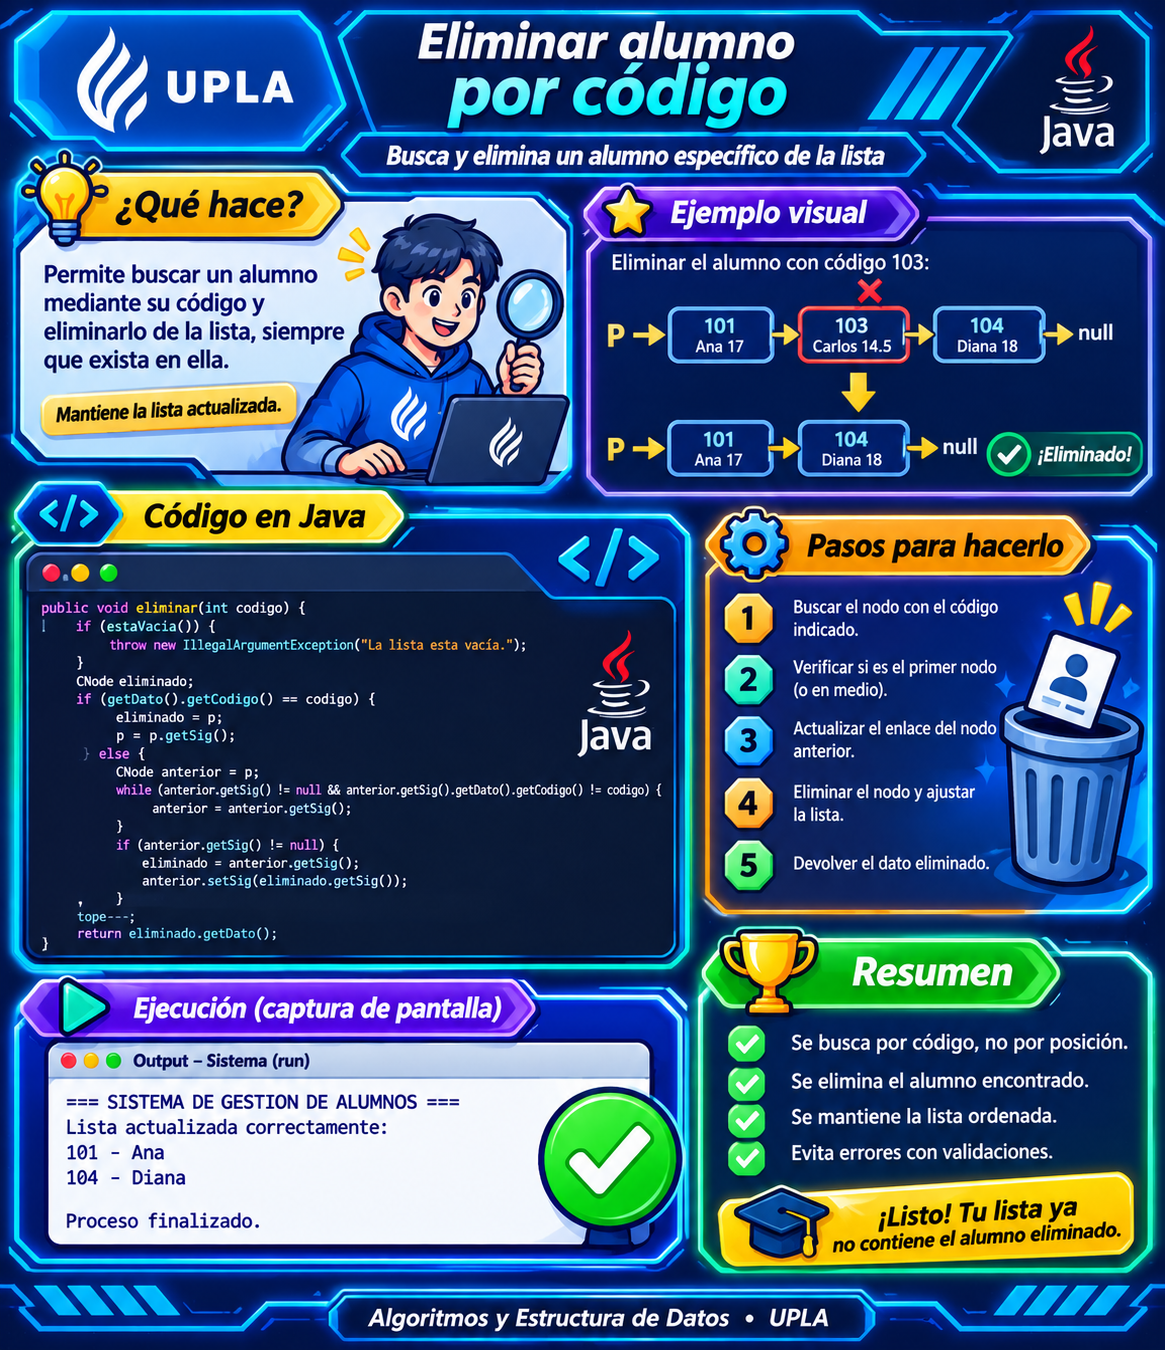 UPLA
Eliminar alumno
por código
Busca y elimina un alumno específico de la lista
Java
¿Qué hace?
Permite buscar un alumno
mediante su código y
eliminarlo de la lista, siempre
que exista en ella.
Mantiene la lista actualizada.
Ejemplo visual
Eliminar el alumno con código 103:
P
101
Ana 17
103
Carlos 14.5
104
Diana 18
null
P
101
Ana 17
104
Diana 18
null
¡Eliminado!
</> Código en Java
</>
public void eliminar(int codigo) {
if (estaVacia()) {
throw new IllegalArgumentException("La lista esta vacía.");
}
CNode eliminado;
if (getDato().getCodigo() == codigo) {
eliminado = p;
p = p.getSig();
} else {
CNode anterior = p;
while (anterior.getSig() != null && anterior.getSig().getDato().getCodigo() != codigo) {
anterior = anterior.getSig();
}
if (anterior.getSig() != null) {
eliminado = anterior.getSig();
anterior.setSig(eliminado.getSig());
, }
tope---;
return eliminado.getDato();
}
Java
Pasos para hacerlo
1 Buscar el nodo con el código
indicado.
2 Verificar si es el primer nodo
(o en medio).
3 Actualizar el enlace del nodo
anterior.
4 Eliminar el nodo y ajustar
la lista.
5 Devolver el dato eliminado.
Ejecución (captura de pantalla)
Output – Sistema (run)
=== SISTEMA DE GESTION DE ALUMNOS ===
Lista actualizada correctamente:
101 - Ana
104 - Diana
Proceso finalizado.
Resumen
Se busca por código, no por posición.
Se elimina el alumno encontrado.
Se mantiene la lista ordenada.
Evita errores con validaciones.
¡Listo! Tu lista ya
no contiene el alumno eliminado.
Algoritmos y Estructura de Datos • UPLA